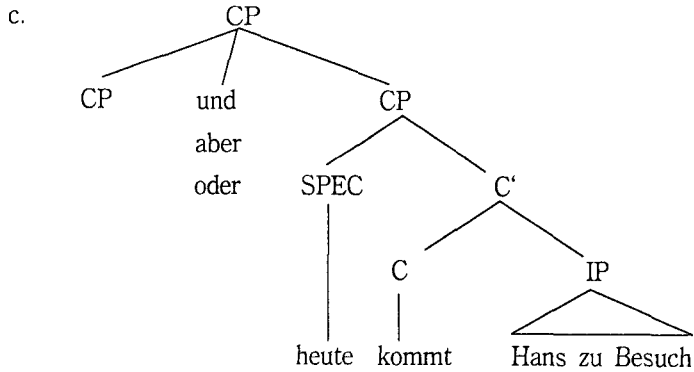 c.
CP
CP und CP
aber
oder SPEC C‘
C IP
heute kommt Hans zu Besuch